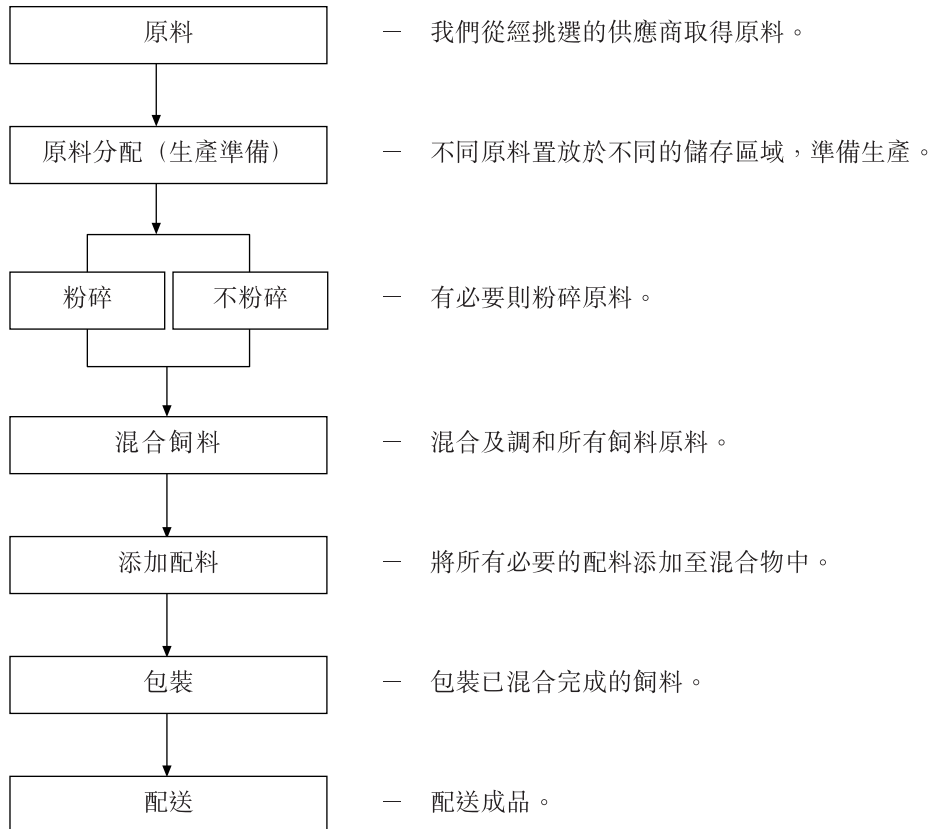 原料 — 我們從經挑選的供應商取得原料。
原料分配（生產準備） — 不同原料置放於不同的儲存區域，準備生產。
粉碎 不粉碎 — 有必要則粉碎原料。
混合飼料 — 混合及調和所有飼料原料。
添加配料 — 將所有必要的配料添加至混合物中。
包裝 — 包裝已混合完成的飼料。
配送 — 配送成品。